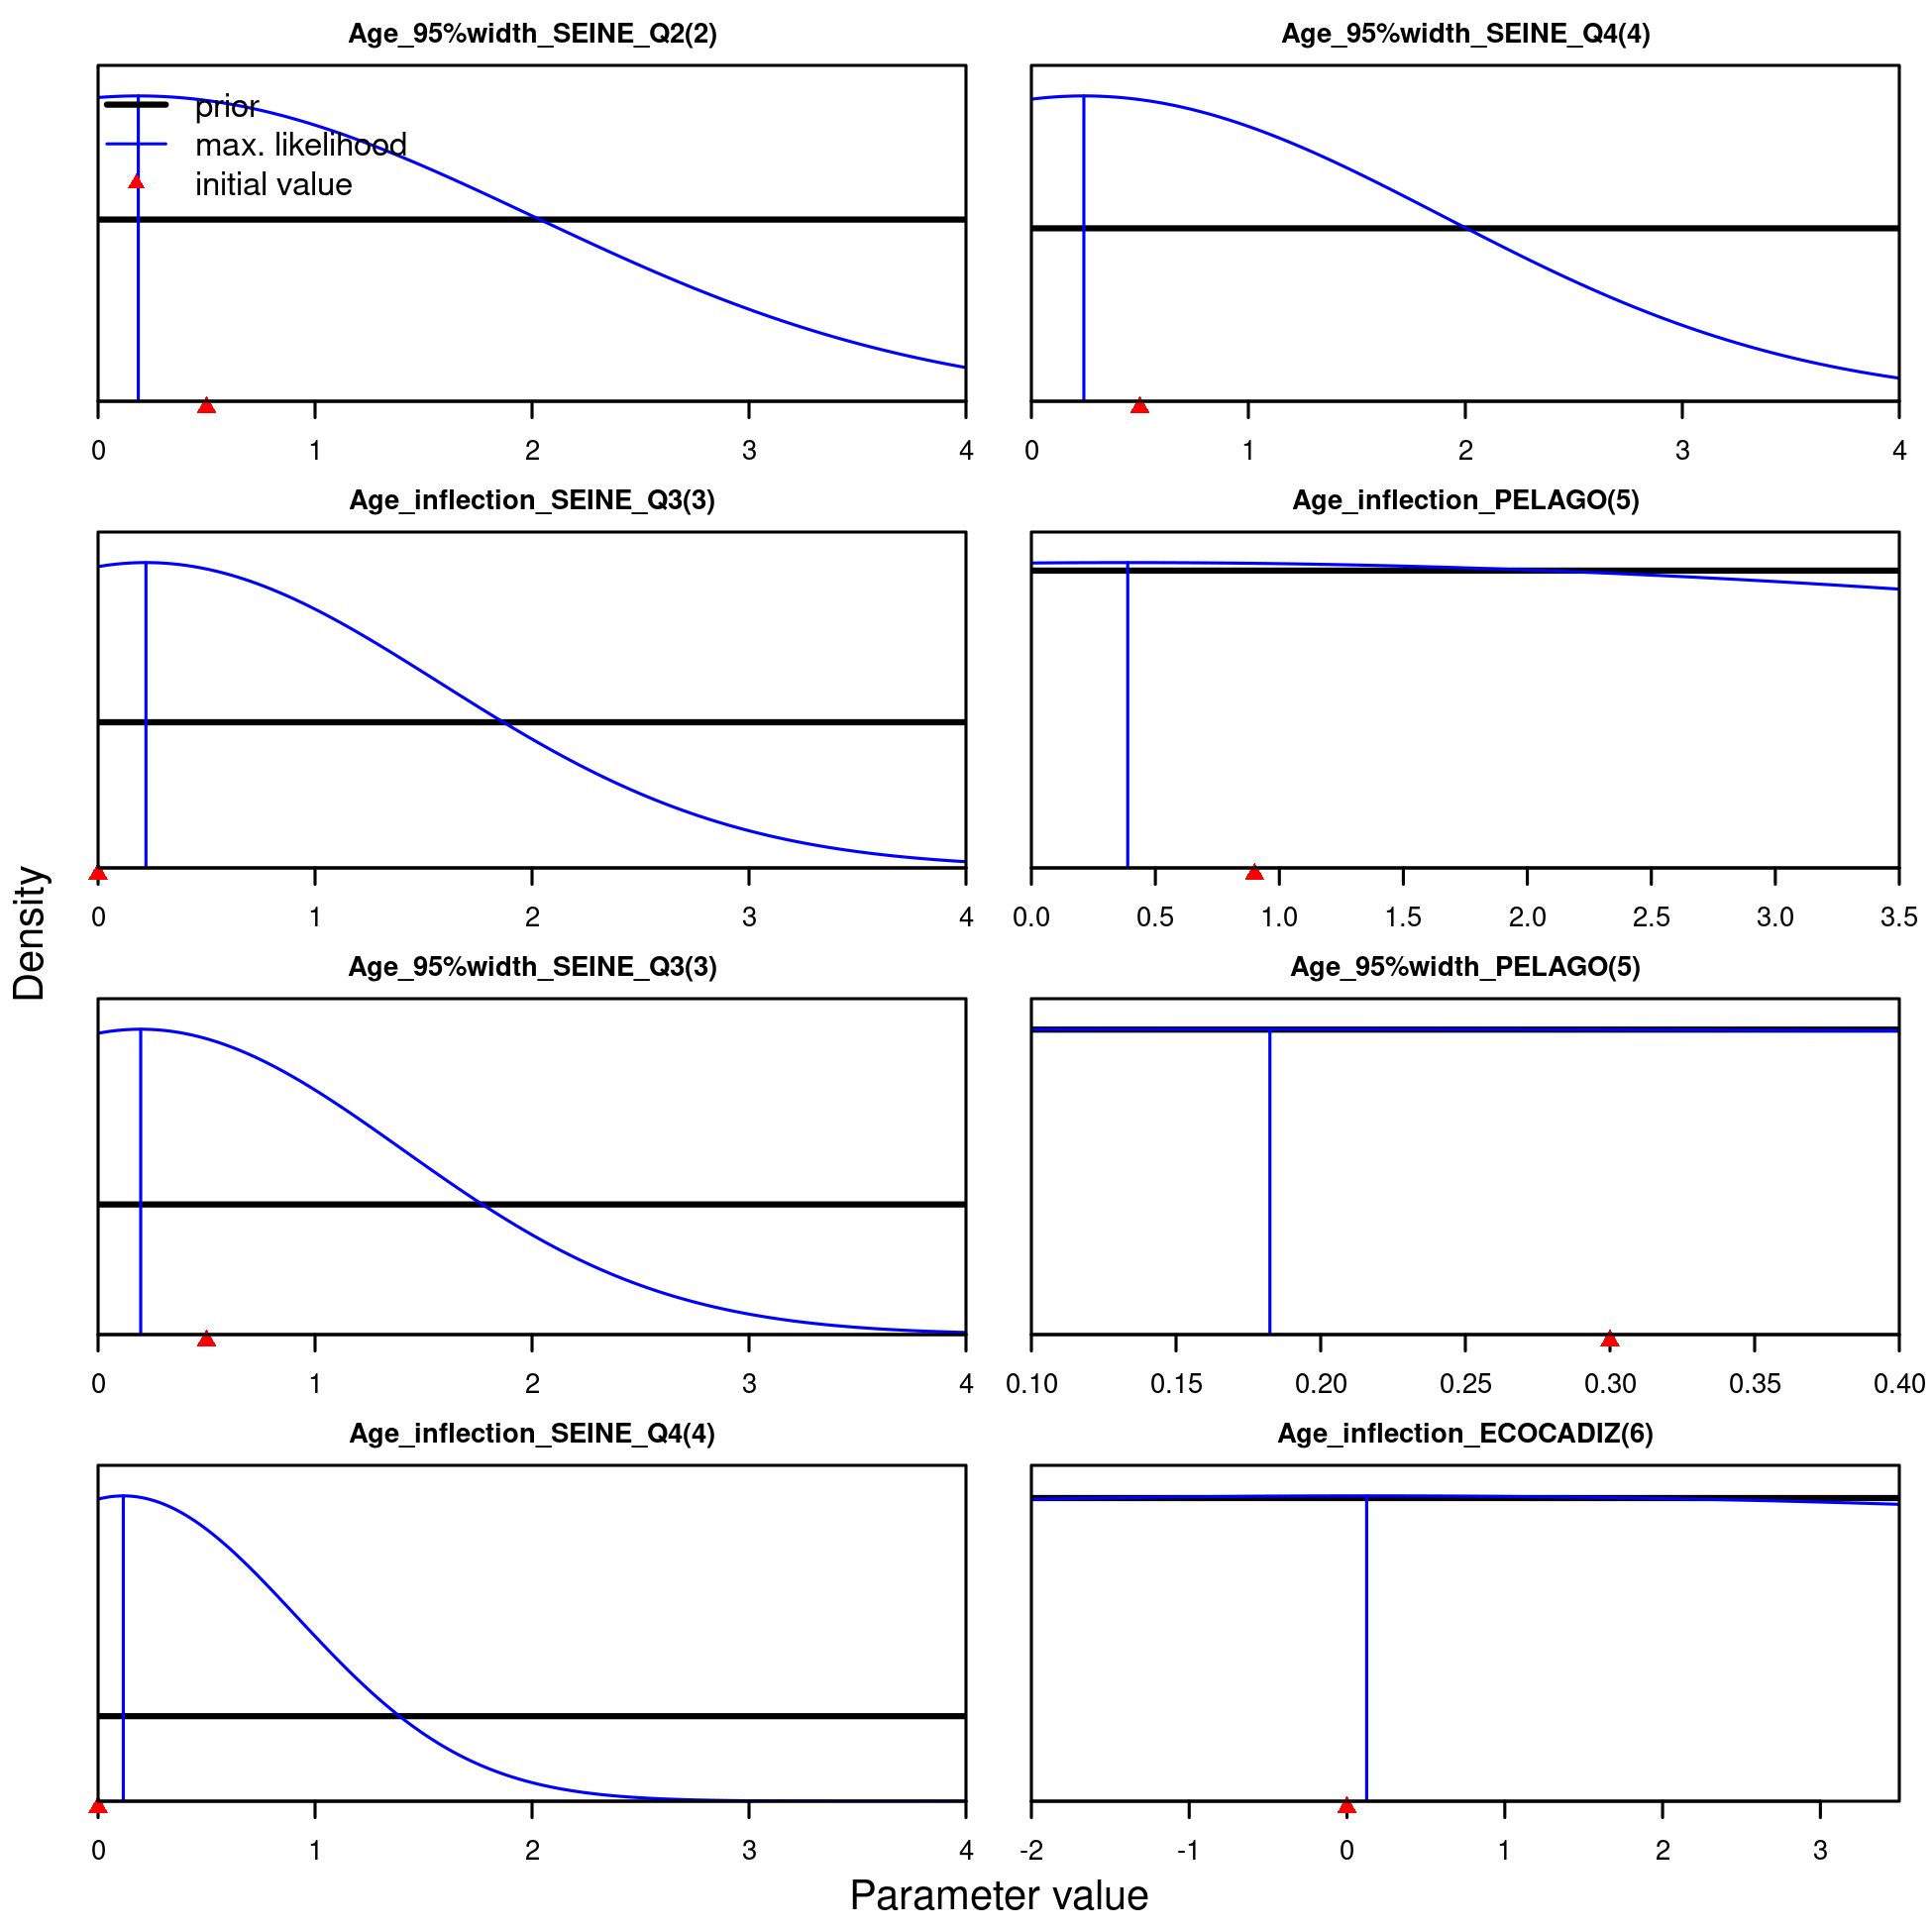 Age_95%width_SEINE_Q2(2)
prior
max. likelihood
initial value
0 1 2 3 4
Age_95%width_SEINE_Q4(4)
0 1 2 3 4
Age_inflection_SEINE_Q3(3)
0 1 2 3 4
Age_inflection_PELAGO(5)
0.0 0.5 1.0 1.5 2.0 2.5 3.0 3.5
Density
Age_95%width_SEINE_Q3(3)
0 1 2 3 4
Age_95%width_PELAGO(5)
0.10 0.15 0.20 0.25 0.30 0.35 0.40
Age_inflection_SEINE_Q4(4)
0 1 2 3 4
Age_inflection_ECOCADIZ(6)
-2 -1 0 1 2 3
Parameter value